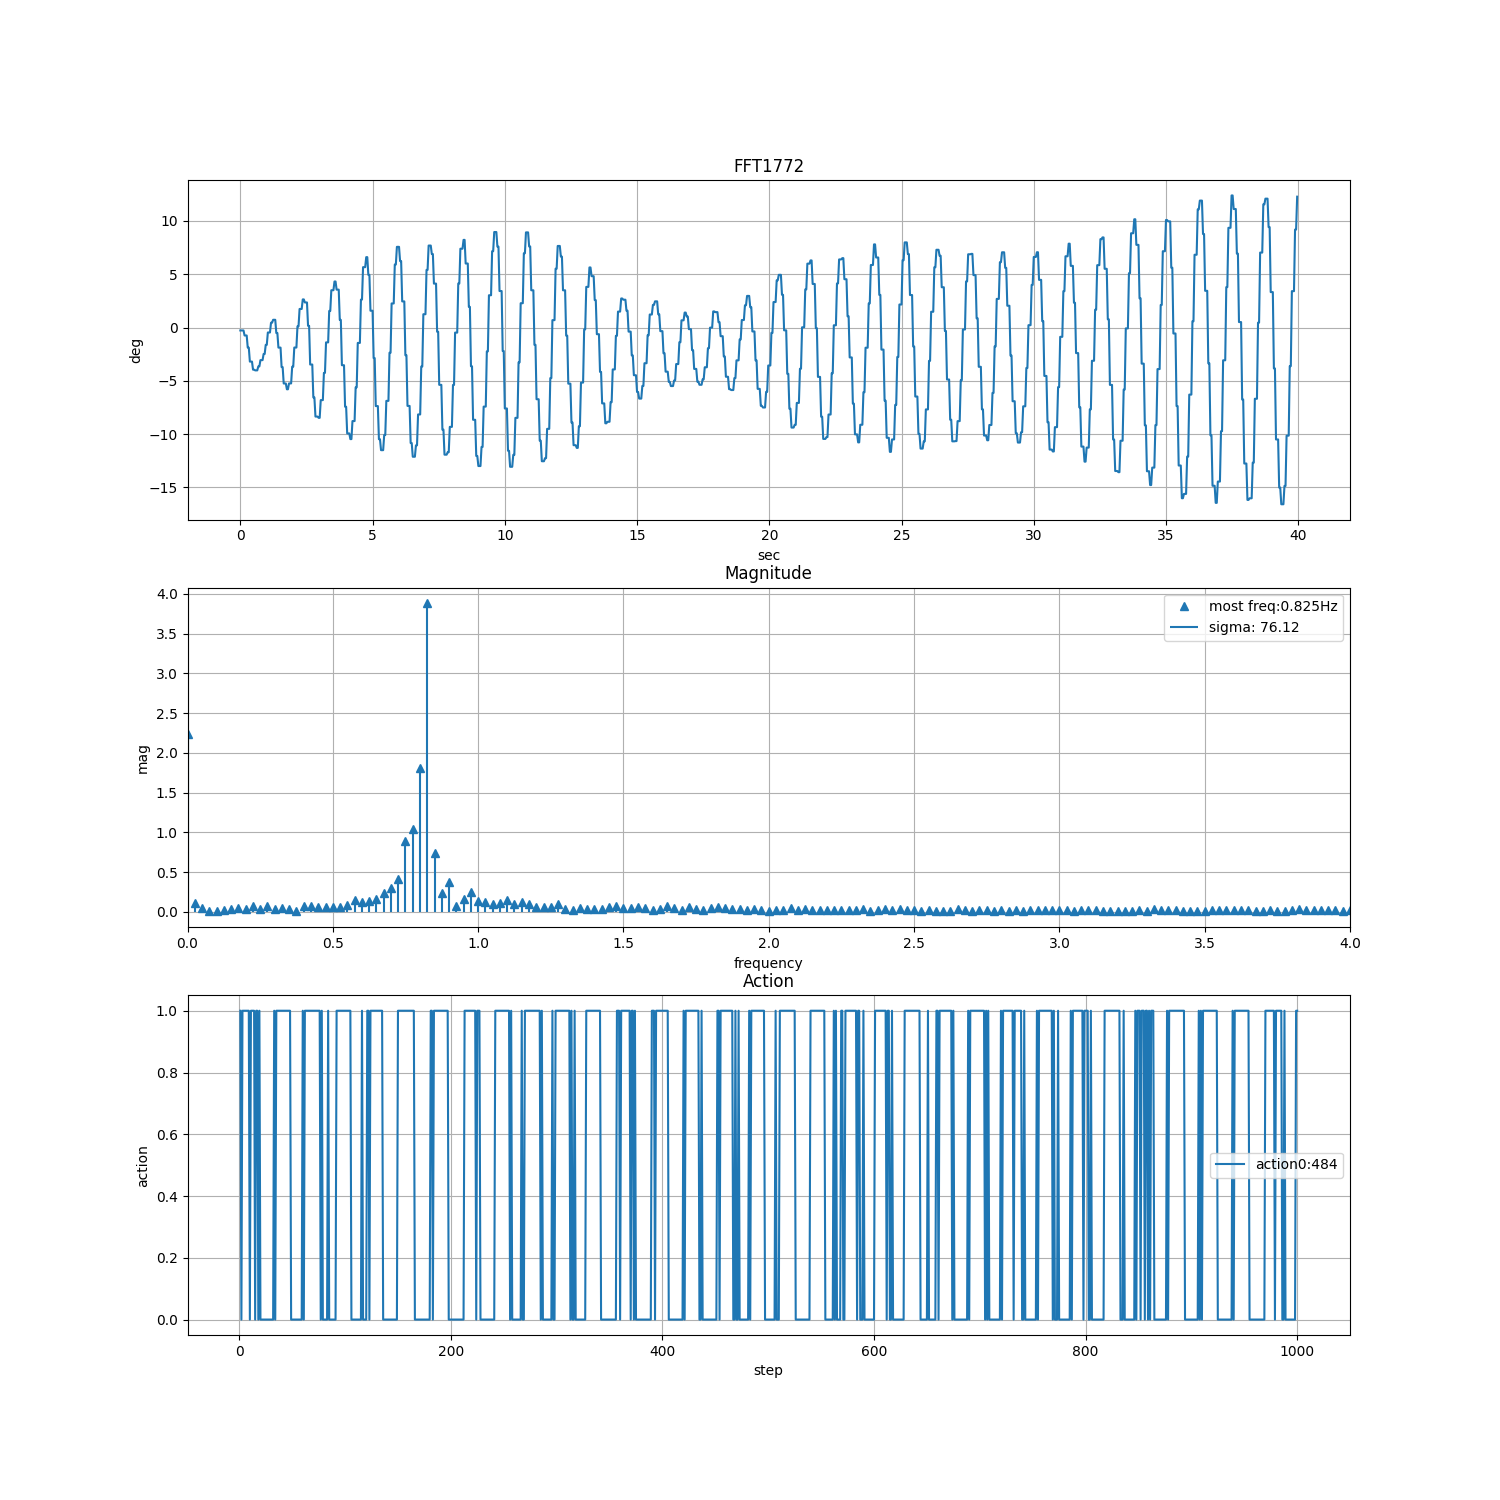 FFT1772
10
5
0
−5
−10
−15
deg
0 5 10 15 20 25 30 35 40
sec
Magnitude
4.0
3.5
3.0
2.5
2.0
1.5
1.0
0.5
0.0
mag
most freq:0.825Hz
sigma: 76.12
0.0 0.5 1.0 1.5 2.0 2.5 3.0 3.5 4.0
frequency
Action
1.0
0.8
0.6
0.4
0.2
0.0
action
action0:484
0 200 400 600 800 1000
step